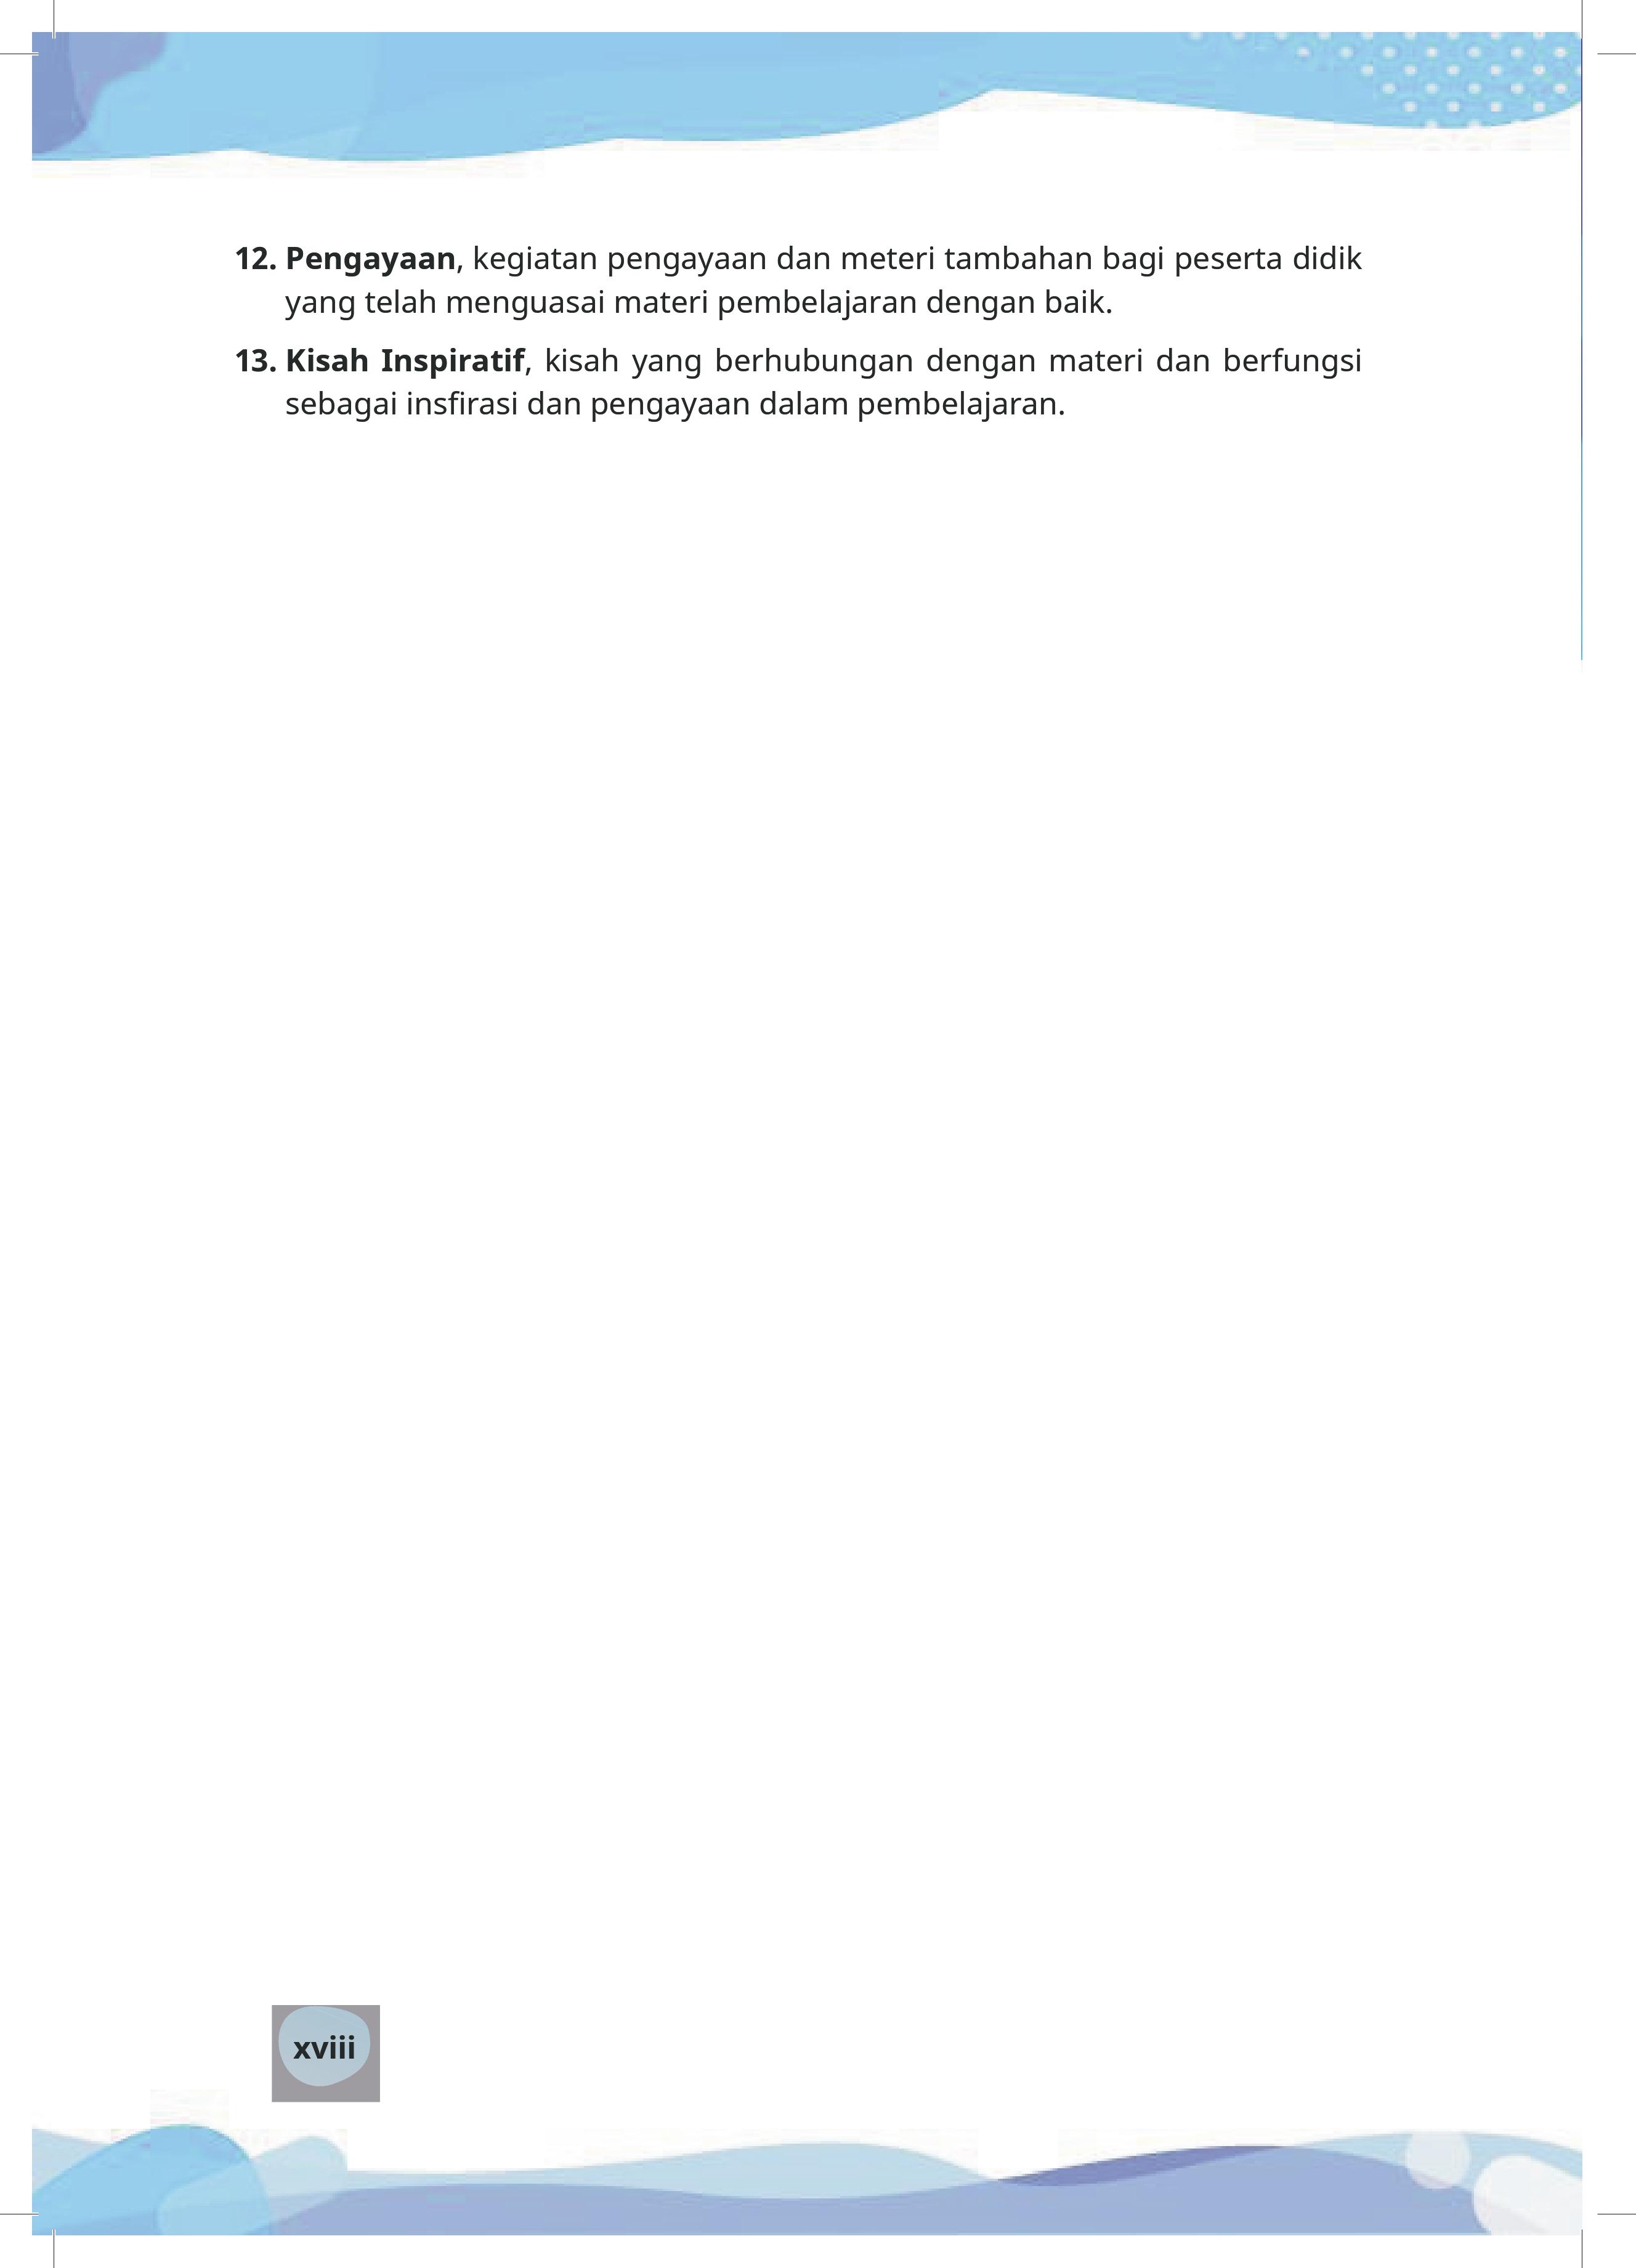 12. Pengayaan, kegiatan pengayaan dan meteri tambahan bagi peserta didik
yang telah menguasai materi pembelajaran dengan baik.
13. Kisah Inspiratif, kisah yang berhubungan dengan materi dan berfungsi
sebagai insfirasi dan pengayaan dalam pembelajaran.
xviii